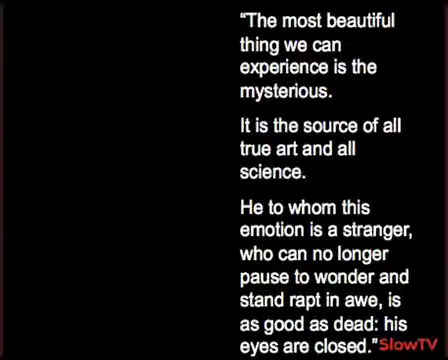 “The most beautiful
thing we can
experience is the
mysterious.
It is the source of all
true art and all
science.
He to whom this
emotion is a stranger,
who can no longer
pause to wonder and
stand rapt in awe, is
as good as dead: his
eyes are closed.”
SlowTV